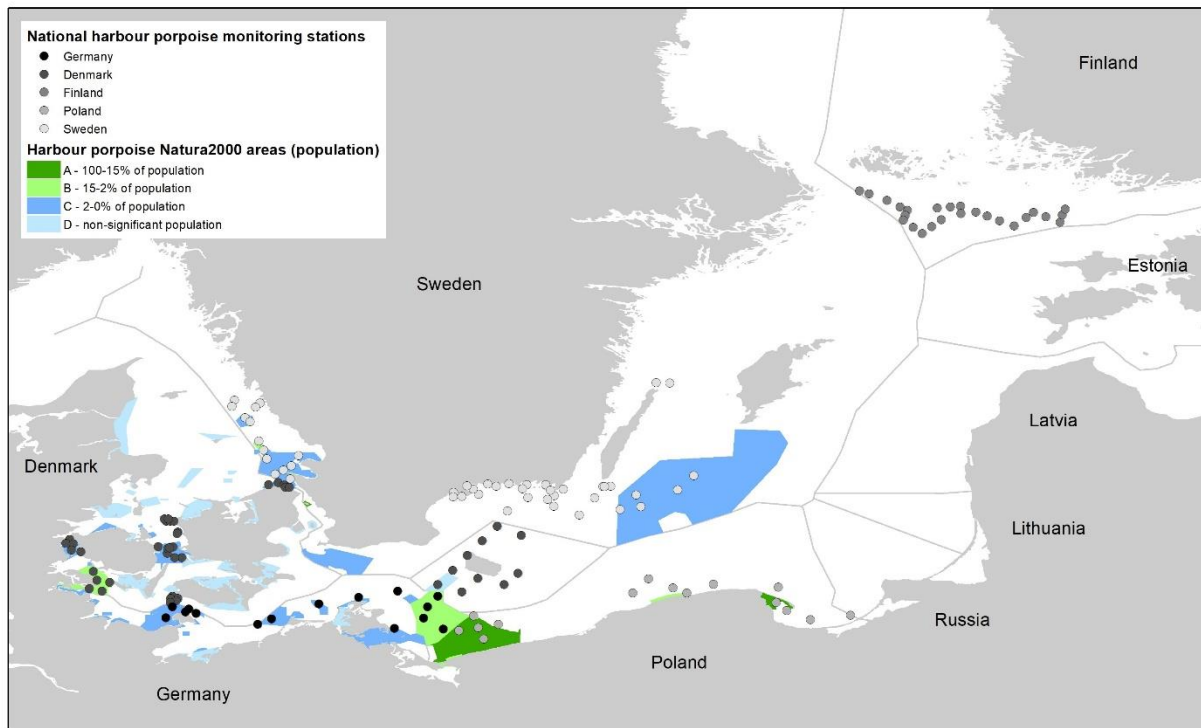 National harbour porpoise monitoring stations
Germany
Denmark
Finland
Poland
Sweden
Harbour porpoise Natura2000 areas (population)
A - 100-15% of population
B - 15-2% of population
C - 2-0% of population
D - non-significant population
Finland
Sweden
Estonia
Latvia
Denmark
Lithuania
Russia
Poland
Germany